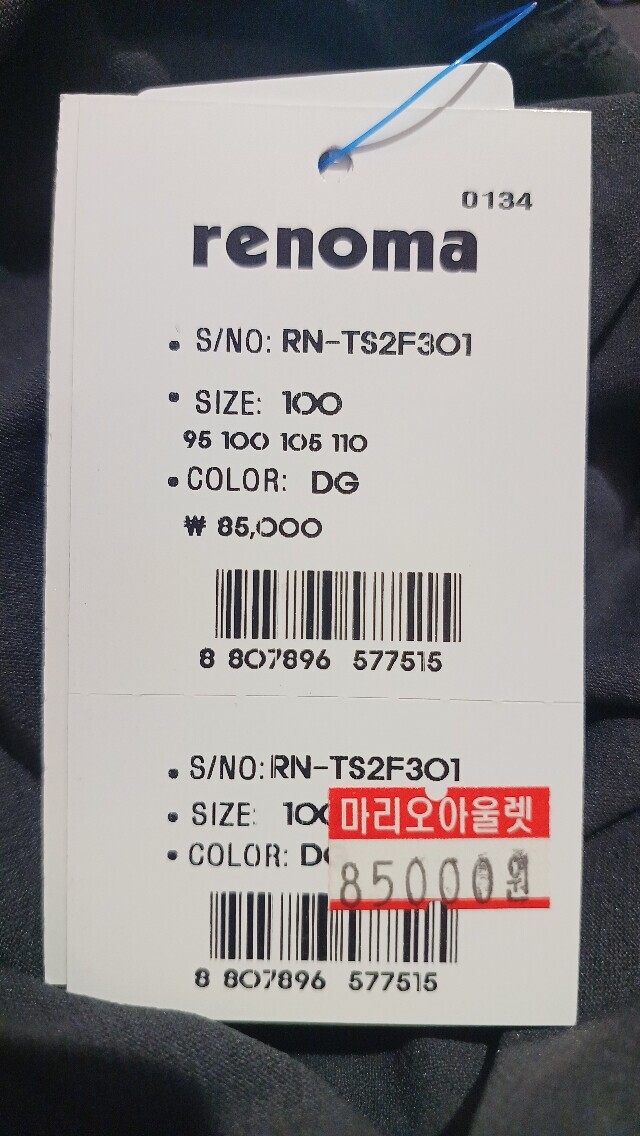 0134
renoma
• S/NO: RN-TS2F301
• SIZE: 100
95 100 105 110
• COLOR: DG
₩ 85,000
8 807896 577515
• S/NO: RN-TS2F301
• SIZE: 100
마리오아울렛
• COLOR: DG
85000원
8 807896 577515